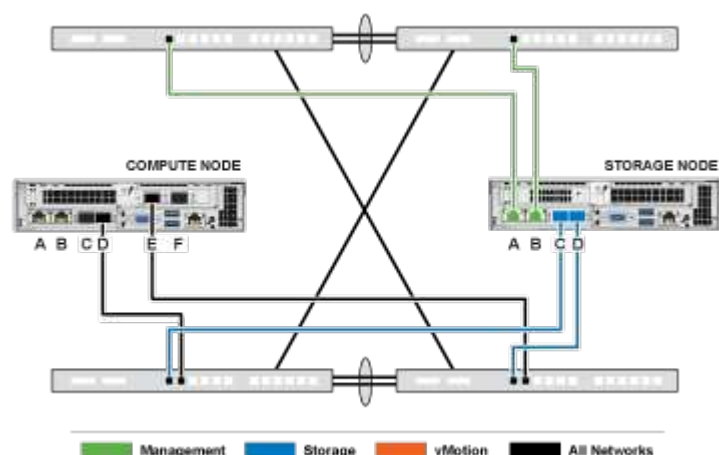 COMPUTE NODE
STORAGE NODE
A B C D E F
A B C D
Management Storage vMotion All Networks